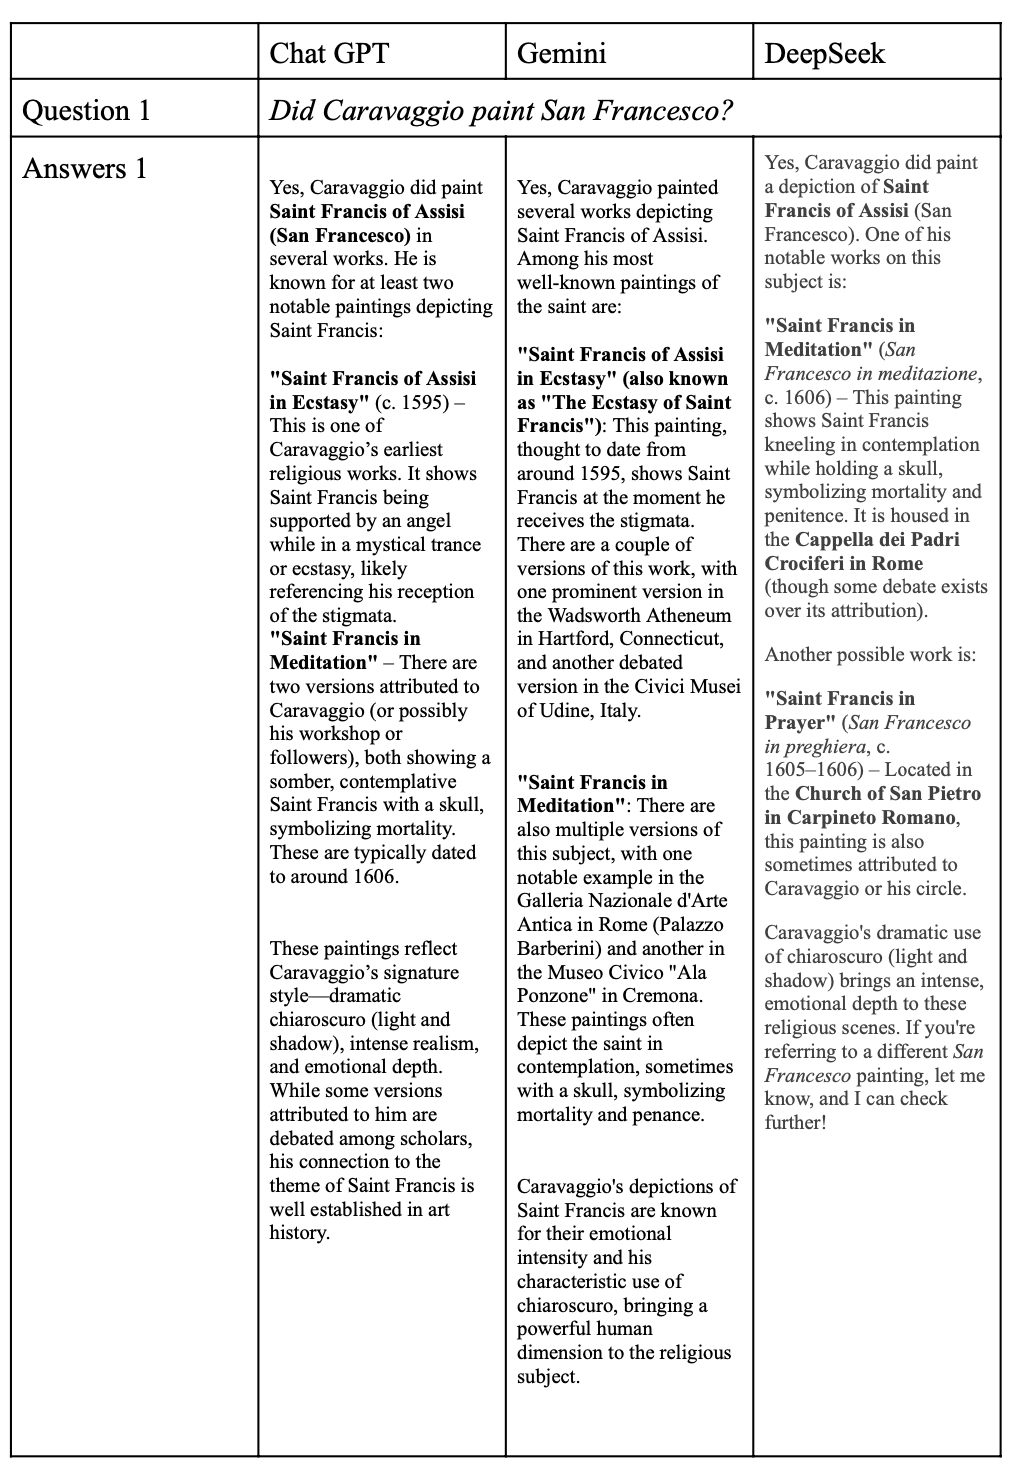 Chat GPT
Gemini
DeepSeek
Question 1
Did Caravaggio paint San Francesco?
Answers 1
Yes, Caravaggio did paint
Saint Francis of Assisi
(San Francesco) in
several works. He is
known for at least two
notable paintings depicting
Saint Francis:
"Saint Francis of Assisi
in Ecstasy" (c. 1595) –
This is one of
Caravaggio’s earliest
religious works. It shows
Saint Francis being
supported by an angel
while in a mystical trance
or ecstasy, likely
referencing his reception
of the stigmata.
"Saint Francis in
Meditation" – There are
two versions attributed to
Caravaggio (or possibly
his workshop or
followers), both showing a
somber, contemplative
Saint Francis with a skull,
symbolizing mortality.
These are typically dated
to around 1606.
These paintings reflect
Caravaggio’s signature
style—dramatic
chiaroscuro (light and
shadow), intense realism,
and emotional depth.
While some versions
attributed to him are
debated among scholars,
his connection to the
theme of Saint Francis is
well established in art
history.
Yes, Caravaggio painted
several works depicting
Saint Francis of Assisi.
Among his most
well-known paintings of
the saint are:
"Saint Francis of Assisi
in Ecstasy" (also known
as "The Ecstasy of Saint
Francis"): This painting,
thought to date from
around 1595, shows Saint
Francis at the moment he
receives the stigmata.
There are a couple of
versions of this work, with
one prominent version in
the Wadsworth Atheneum
in Hartford, Connecticut,
and another debated
version in the Civici Musei
of Udine, Italy.
"Saint Francis in
Meditation": There are
also multiple versions of
this subject, with one
notable example in the
Galleria Nazionale d'Arte
Antica in Rome (Palazzo
Barberini) and another in
the Museo Civico "Ala
Ponzone" in Cremona.
These paintings often
depict the saint in
contemplation, sometimes
with a skull, symbolizing
mortality and penance.
Caravaggio's depictions of
Saint Francis are known
for their emotional
intensity and his
characteristic use of
chiaroscuro, bringing a
powerful human
dimension to the religious
subject.
Yes, Caravaggio did paint
a depiction of Saint
Francis of Assisi (San
Francesco). One of his
notable works on this
subject is:
"Saint Francis in
Meditation" (San
Francesco in meditazione,
c. 1606) – This painting
shows Saint Francis
kneeling in contemplation
while holding a skull,
symbolizing mortality and
penitence. It is housed in
the Cappella dei Padri
Crociferi in Rome
(though some debate exists
over its attribution).
Another possible work is:
"Saint Francis in
Prayer" (San Francesco
in preghiera, c.
1605–1606) – Located in
the Church of San Pietro
in Carpineto Romano,
this painting is also
sometimes attributed to
Caravaggio or his circle.
Caravaggio's dramatic use
of chiaroscuro (light and
shadow) brings an intense,
emotional depth to these
religious scenes. If you're
referring to a different San
Francesco painting, let me
know, and I can check
further!